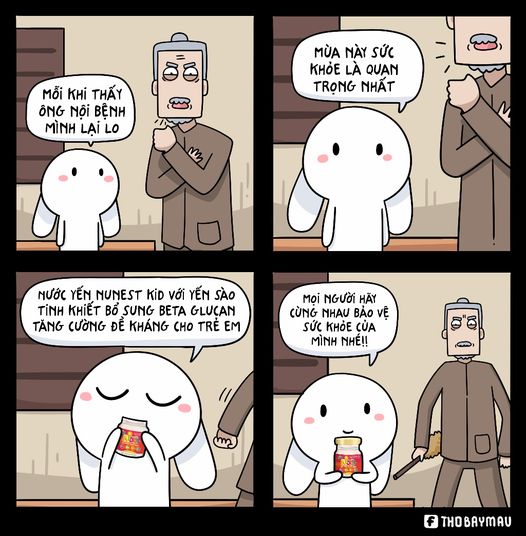 MỖI KHI THẤY
ÔNG NỘI BỆNH
MÌNH LẠI LO
MÙA NÀY SỨC
KHỎE LÀ QUAN
TRỌNG NHẤT
NƯỚC YẾN NUNEST KID VỚI YẾN SÀO
TINH KHIẾT BỔ SUNG BETA GLUCAN
TĂNG CƯỜNG ĐỀ KHÁNG CHO TRẺ EM
MỌI NGƯỜI HÃY
CÙNG NHAU BẢO VỆ
SỨC KHỎE CỦA
MÌNH NHÉ!!
THOBAYMAU